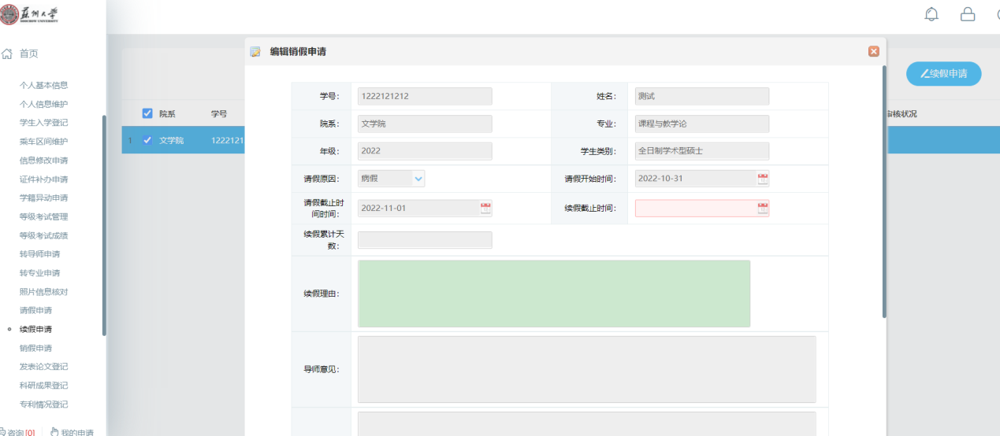 蘇州大学
SOOCHOW UNIVERSITY
首页
个人基本信息
个人信息维护
学生入学登记
乘车区间维护
信息修改申请
证件补办申请
学籍异动申请
等级考试管理
等级考试成绩
转导师申请
转专业申请
照片信息核对
请假申请
续假申请
销假申请
发表论文登记
科研成果登记
专利情况登记
咨询[0] 我的申请
续假申请
院系 学号
审核状况
1 文学院 1222121
编辑销假申请
学号： 1222121212 姓名： 测试
院系： 文学院 专业： 课程与教学论
年级： 2022 学生类别： 全日制学术型硕士
请假原因： 病假 请假开始时间： 2022-10-31
请假截止时
间时间： 2022-11-01 续假截止时间：
续假累计天
数：
续假理由：
导师意见：